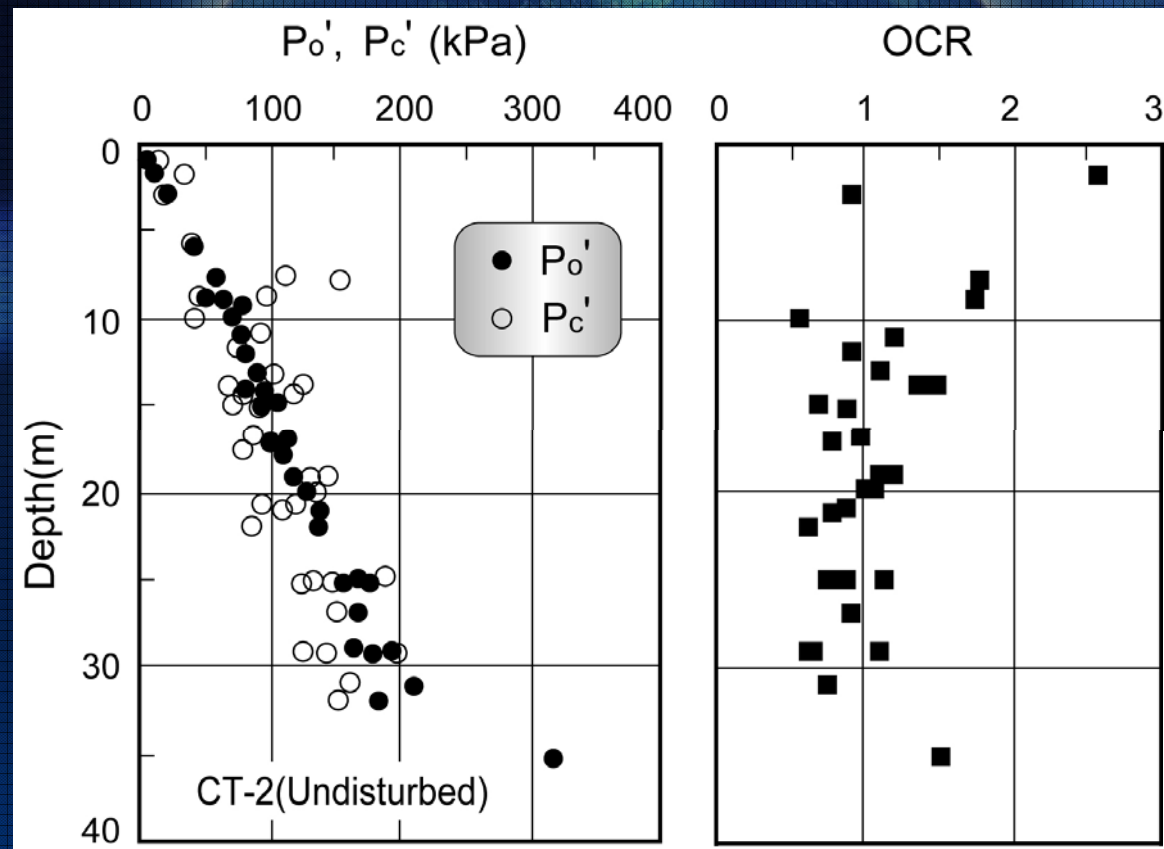 Po', Pc' (kPa)
OCR
0 100 200 300 400
0 1 2 3
0
10
20
30
40
Depth(m)
Po'
Pc'
CT-2(Undisturbed)